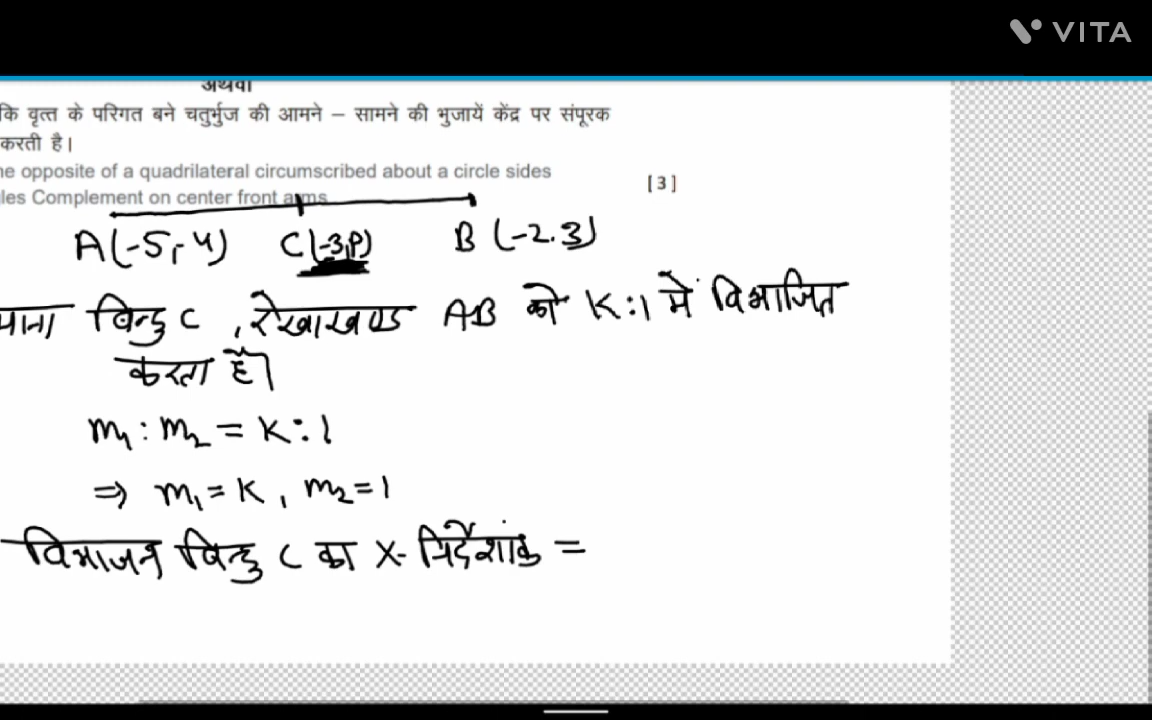 VITA
अथवा
कि वृत्त के परिगत बने चतुर्भुज की आमने – सामने की भुजायें केंद्र पर संपूरक
करती है।
he opposite of a quadrilateral circumscribed about a circle sides
[3]
les Complement on center front arms
A(-5,-4) C(-3,P) B(-2.3)
माना बिन्दु C , रेखाखण्ड AB को K:1 में विभाजित
करता है।
m₁ : m₂ = K : 1
⇒ m₁ = K , m₂ = 1
विभाजन बिन्दु C का X- निर्देशांक =